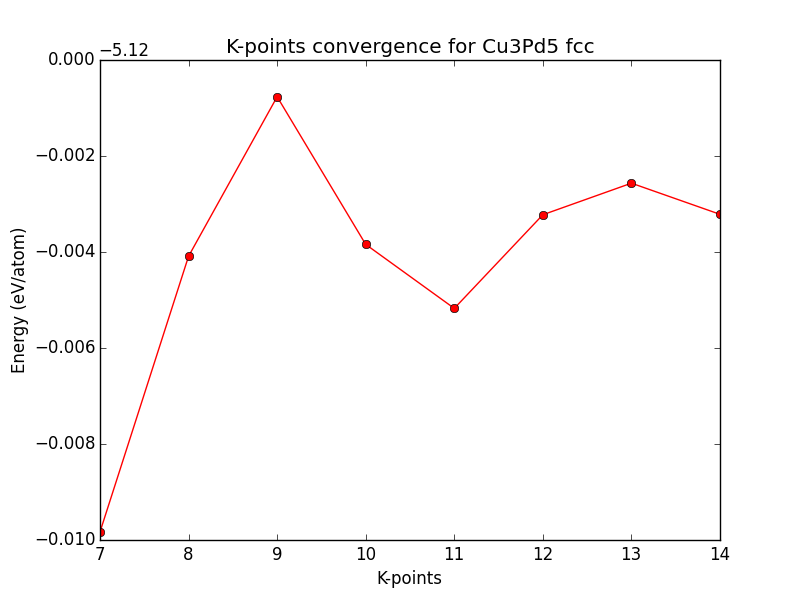 −5.12
K-points convergence for Cu3Pd5 fcc
0.000
−0.002
−0.004
−0.006
−0.008
−0.010
Energy (eV/atom)
7 8 9 10 11 12 13 14
K-points